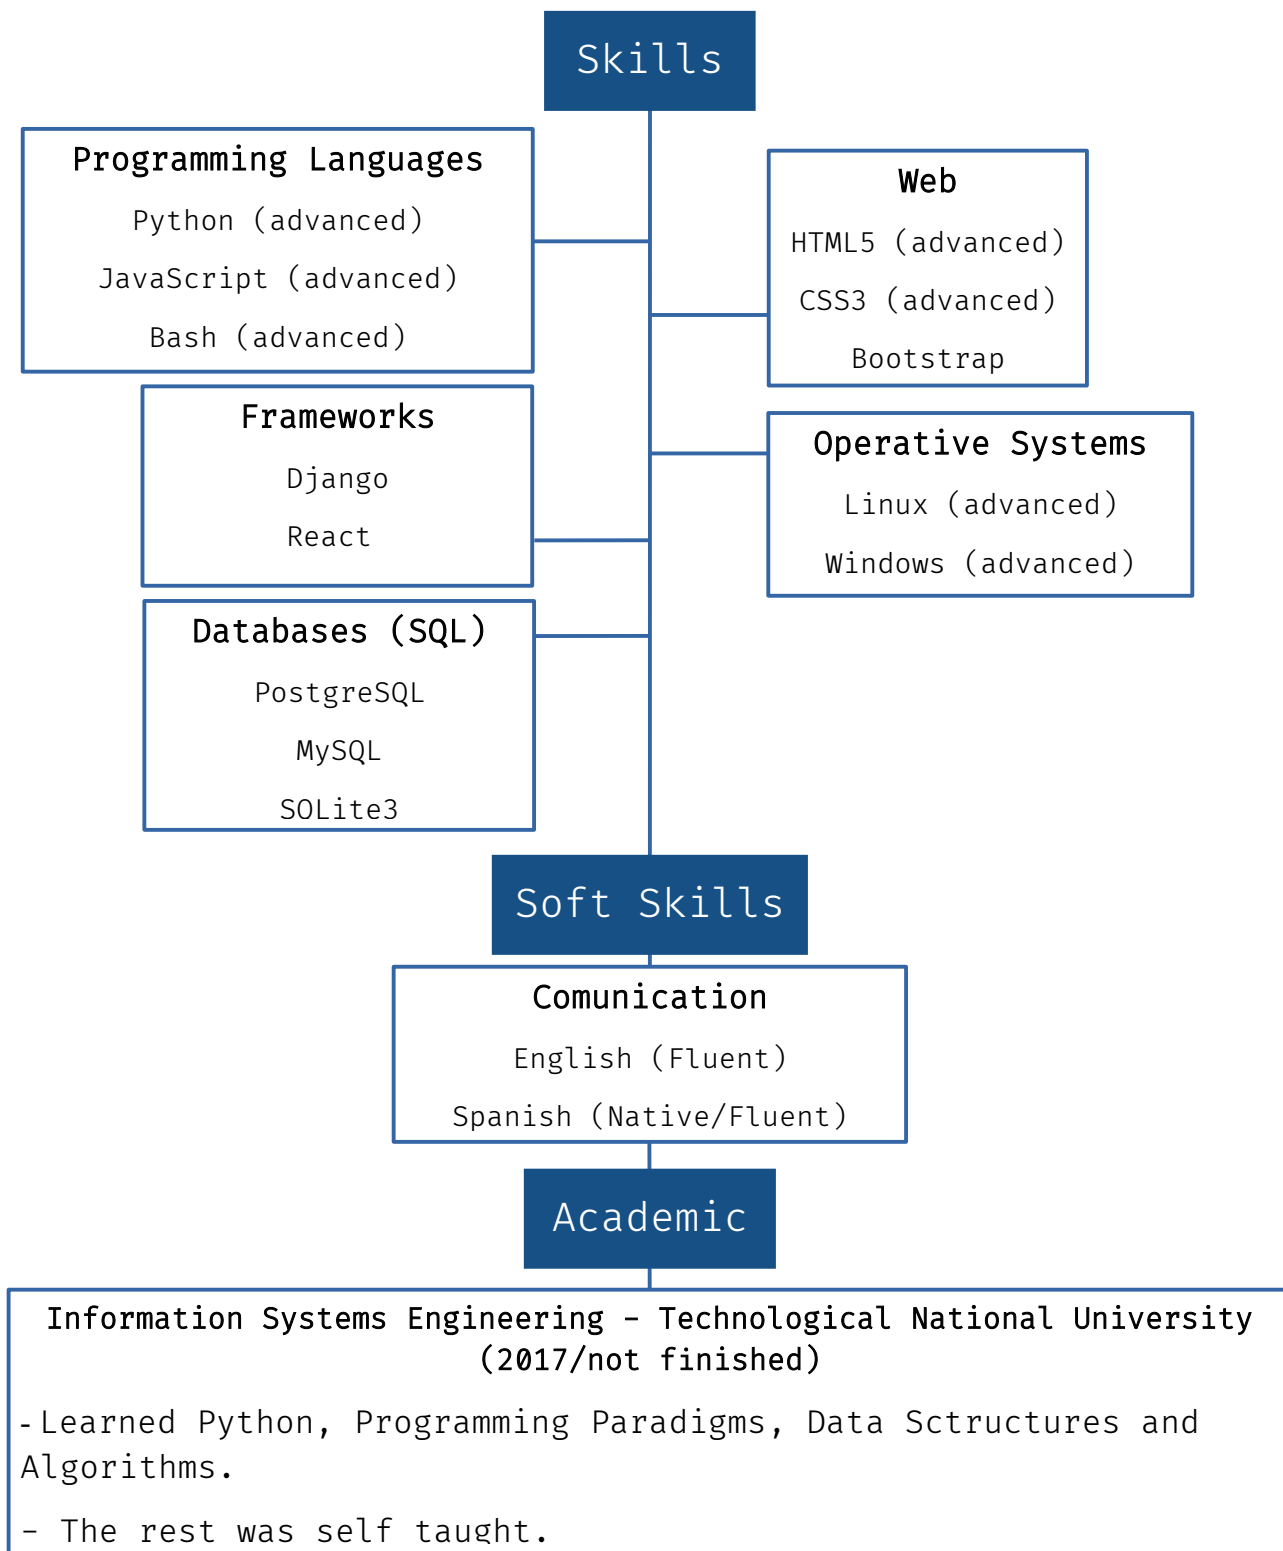 Skills
Programming Languages
Python (advanced)
JavaScript (advanced)
Bash (advanced)
Web
HTML5 (advanced)
CSS3 (advanced)
Bootstrap
Frameworks
Django
React
Operative Systems
Linux (advanced)
Windows (advanced)
Databases (SQL)
PostgreSQL
MySQL
SQLite3
Soft Skills
Comunication
English (Fluent)
Spanish (Native/Fluent)
Academic
Information Systems Engineering – Technological National University
(2017/not finished)
- Learned Python, Programming Paradigms, Data Sctructures and
Algorithms.
- The rest was self taught.